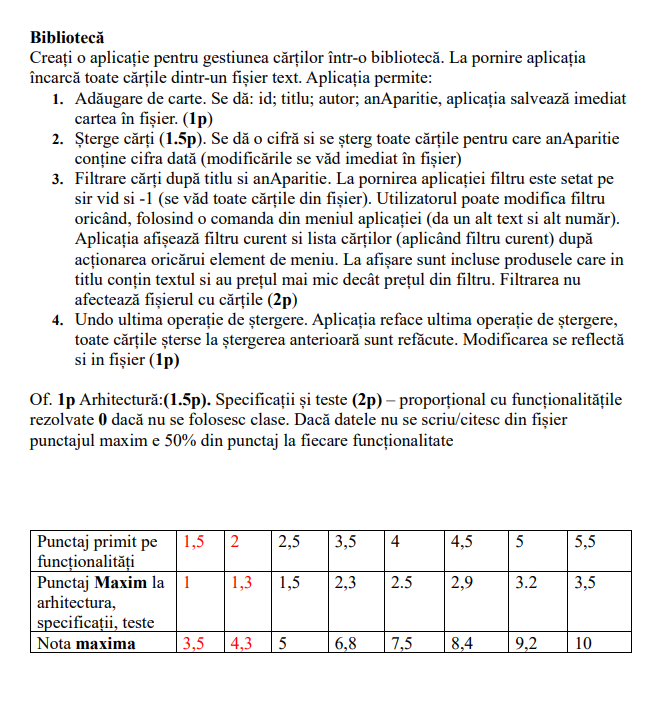 Bibliotecă
Creați o aplicație pentru gestiunea cărților într-o bibliotecă. La pornire aplicația
încarcă toate cărțile dintr-un fișier text. Aplicația permite:
1. Adăugare de carte. Se dă: id; titlu; autor; anAparitie, aplicația salvează imediat
cartea în fișier. (1p)
2. Șterge cărți (1.5p). Se dă o cifră si se șterg toate cărțile pentru care anAparitie
conține cifra dată (modificările se văd imediat în fișier)
3. Filtrare cărți după titlu si anAparitie. La pornirea aplicației filtru este setat pe
sir vid si -1 (se văd toate cărțile din fișier). Utilizatorul poate modifica filtru
oricând, folosind o comanda din meniul aplicației (da un alt text si alt număr).
Aplicația afișează filtru curent si lista cărților (aplicând filtru curent) după
acționarea oricărui element de meniu. La afișare sunt incluse produsele care in
titlu conțin textul si au prețul mai mic decât prețul din filtru. Filtrarea nu
afectează fișierul cu cărțile (2p)
4. Undo ultima operație de ștergere. Aplicația reface ultima operație de ștergere,
toate cărțile șterse la ștergerea anterioară sunt refăcute. Modificarea se reflectă
si in fișier (1p)
Of. 1p Arhitectură:(1.5p). Specificații și teste (2p) – proporțional cu funcționalitățile
rezolvate 0 dacă nu se folosesc clase. Dacă datele nu se scriu/citesc din fișier
punctajul maxim e 50% din punctaj la fiecare funcționalitate
Punctaj primit pe 1,5 2 2,5 3,5 4 4,5 5 5,5
funcționalități
Punctaj Maxim la 1 1,3 1,5 2,3 2.5 2,9 3.2 3,5
arhitectura,
specificații, teste
Nota maxima 3,5 4,3 5 6,8 7,5 8,4 9,2 10